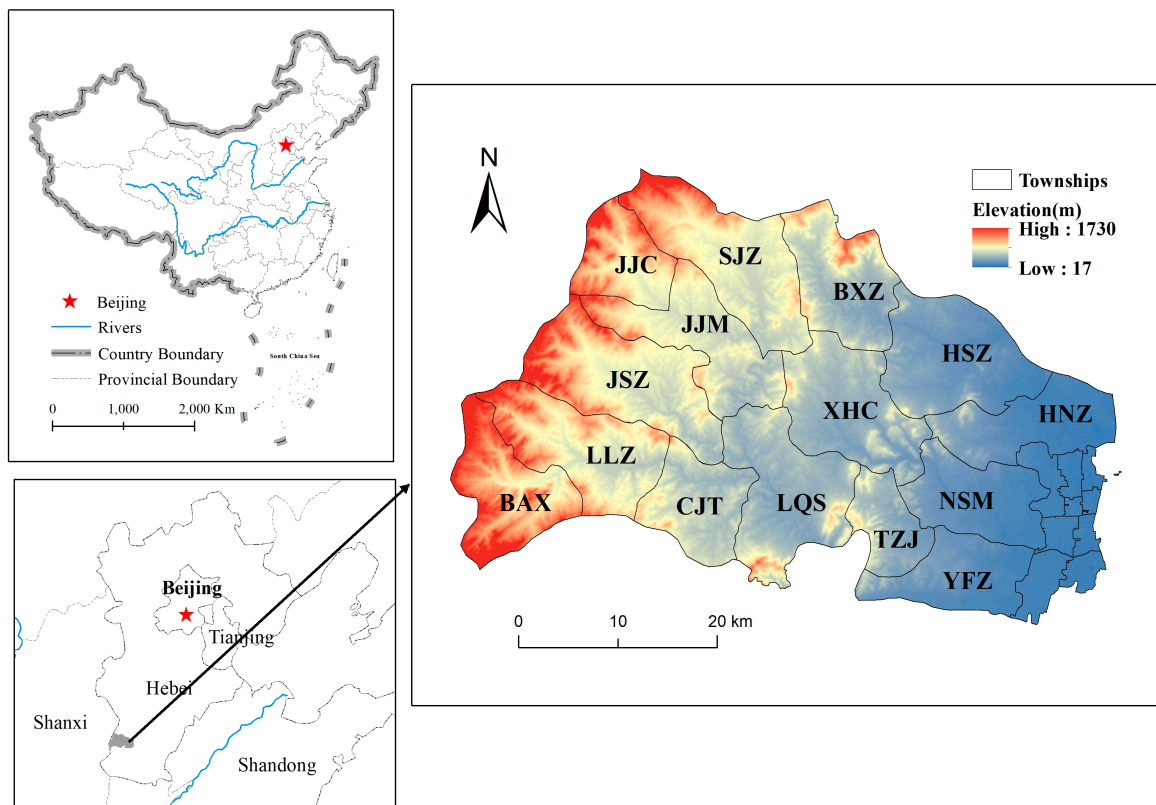 Beijing
Rivers
Country Boundary
Provincial Boundary
South China Sea
0 1,000 2,000 Km
Beijing
Tianjing
Hebei
Shanxi
Shandong
N
Townships
Elevation(m)
High : 1730
Low : 17
JJC
SJZ
BXZ
JJM
HSZ
JSZ
XHC
HNZ
LLZ
BAX
CJT
LQS
NSM
TZJ
YFZ
0 10 20 km